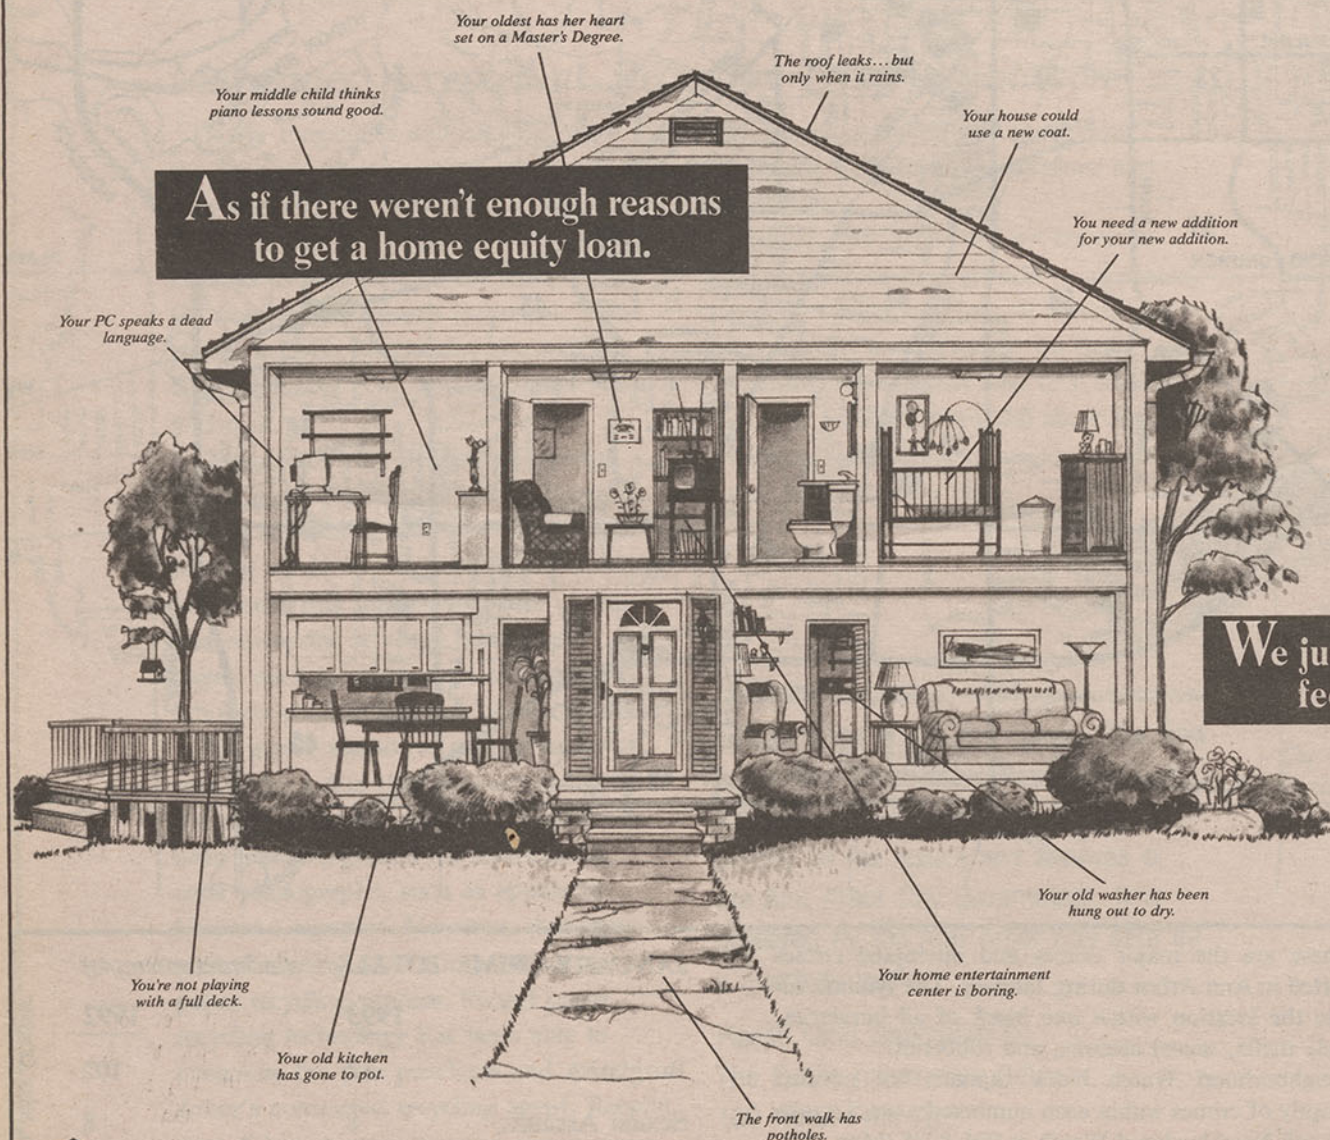 Your oldest has her heart
set on a Master's Degree.
The roof leaks...but
only when it rains.
Your middle child thinks
piano lessons sound good.
Your house could
use a new coat.
As if there weren't enough reasons
to get a home equity loan.
You need a new addition
for your new addition.
Your PC speaks a dead
language.
We ju
fe
Your old washer has been
hung out to dry.
You're not playing
with a full deck.
Your home entertainment
center is boring.
Your old kitchen
has gone to pot.
The front walk has
potholes.